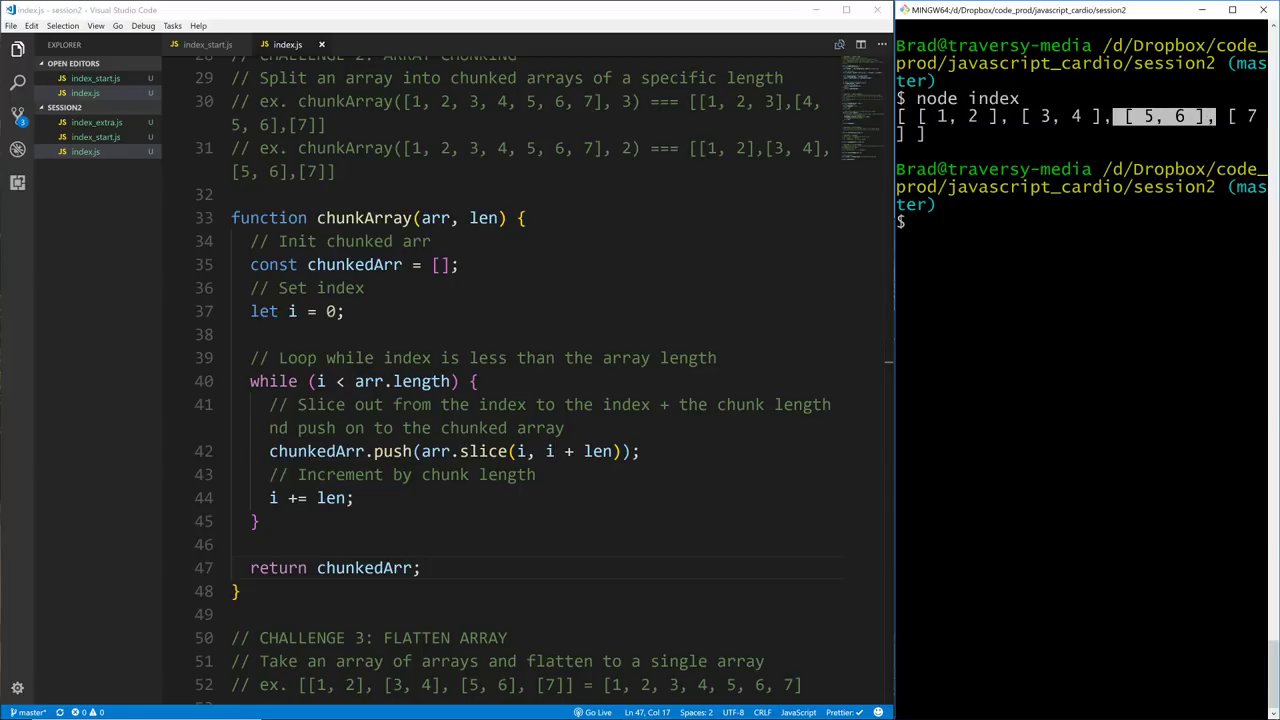 index.js - session2 - Visual Studio Code
File Edit Selection View Go Debug Tasks Help
EXPLORER
OPEN EDITORS
index_start.js U
index.js U
SESSION2
index_extra.js U
index_start.js U
index.js U
3
index_start.js index.js ×
28 // CHALLENGE 2: ARRAY CHUNKING
29 // Split an array into chunked arrays of a specific length
30 // ex. chunkArray([1, 2, 3, 4, 5, 6, 7], 3) === [[1, 2, 3],[4,
5, 6],[7]]
31 // ex. chunkArray([1, 2, 3, 4, 5, 6, 7], 2) === [[1, 2],[3, 4],
[5, 6],[7]]
32
33 function chunkArray(arr, len) {
34 // Init chunked arr
35 const chunkedArr = [];
36 // Set index
37 let i = 0;
38
39 // Loop while index is less than the array length
40 while (i < arr.length) {
41 // Slice out from the index to the index + the chunk length
nd push on to the chunked array
42 chunkedArr.push(arr.slice(i, i + len));
43 // Increment by chunk length
44 i += len;
45 }
46
47 return chunkedArr;
48 }
49
50 // CHALLENGE 3: FLATTEN ARRAY
51 // Take an array of arrays and flatten to a single array
52 // ex. [[1, 2], [3, 4], [5, 6], [7]] = [1, 2, 3, 4, 5, 6, 7]
master* 0 0 Go Live Ln 47, Col 17 Spaces: 2 UTF-8 CRLF JavaScript Prettier: ✓
MINGW64:/d/Dropbox/code_prod/javascript_cardio/session2
Brad@traversy-media /d/Dropbox/code_
prod/javascript_cardio/session2 (mas
ter)
$ node index
[ [ 1, 2 ], [ 3, 4 ], [ 5, 6 ], [ 7
] ]
Brad@traversy-media /d/Dropbox/code_
prod/javascript_cardio/session2 (mas
ter)
$